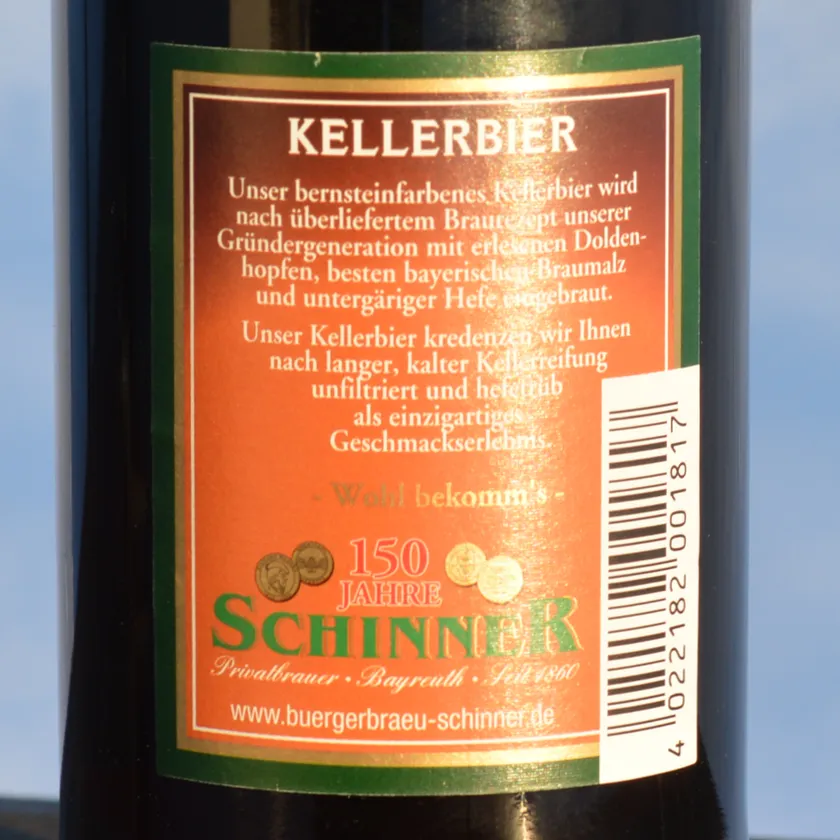 KELLERBIER
Unser bernsteinfarbenes Kellerbier wird
nach überliefertem Braurezept unserer
Gründergeneration mit erlesenen Dolden-
hopfen, besten bayerischen Braumalz
und untergäriger Hefe eingebraut.
Unser Kellerbier kredenzen wir Ihnen
nach langer, kalter Kellerreifung
unfiltriert und hefetrüb
als einzigartiges
Geschmackserlebnis.
- Wohl bekomm's -
150
JAHRE
SCHINNER
Privatbrauer · Bayreuth · Seit 1860
www.buergerbraeu-schinner.de
4 022182 001817